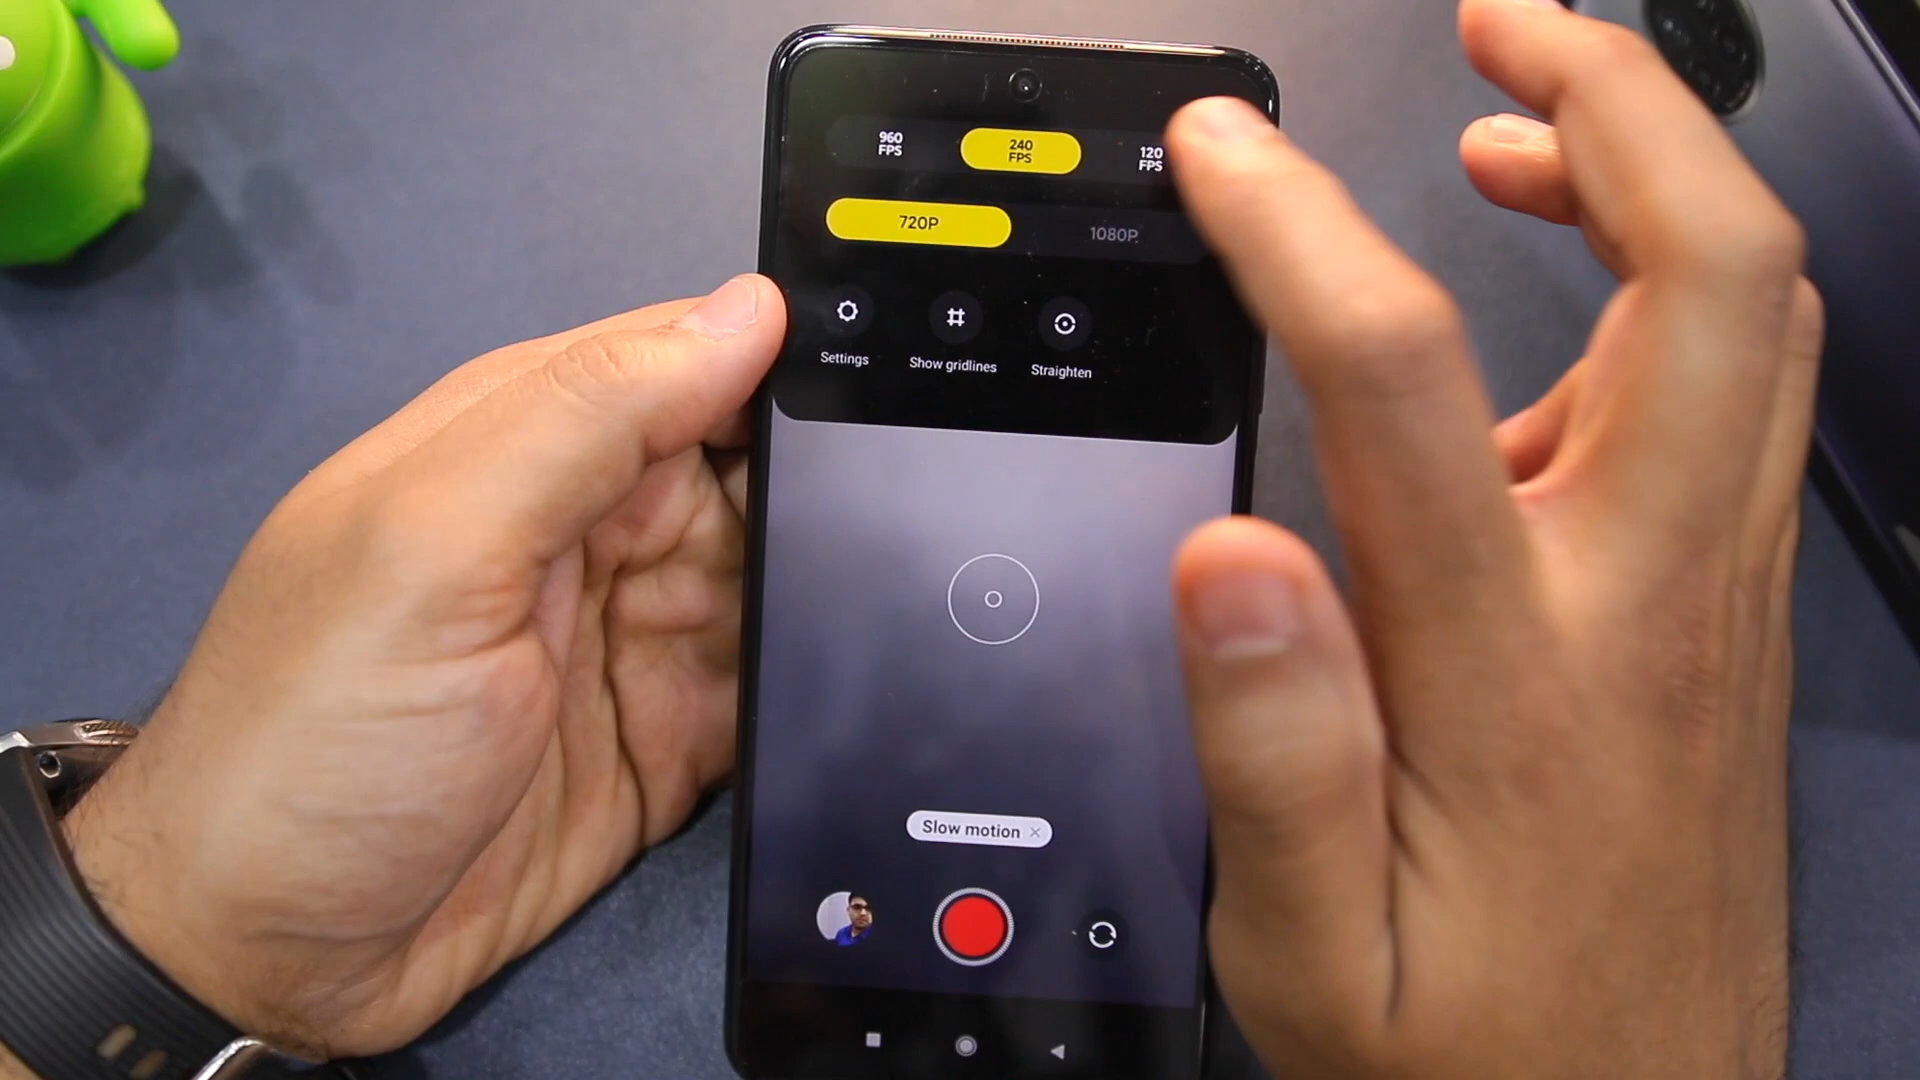 960
FPS
240
FPS
120
FPS
720P
1080P
Settings
Show gridlines
Straighten
Slow motion ×